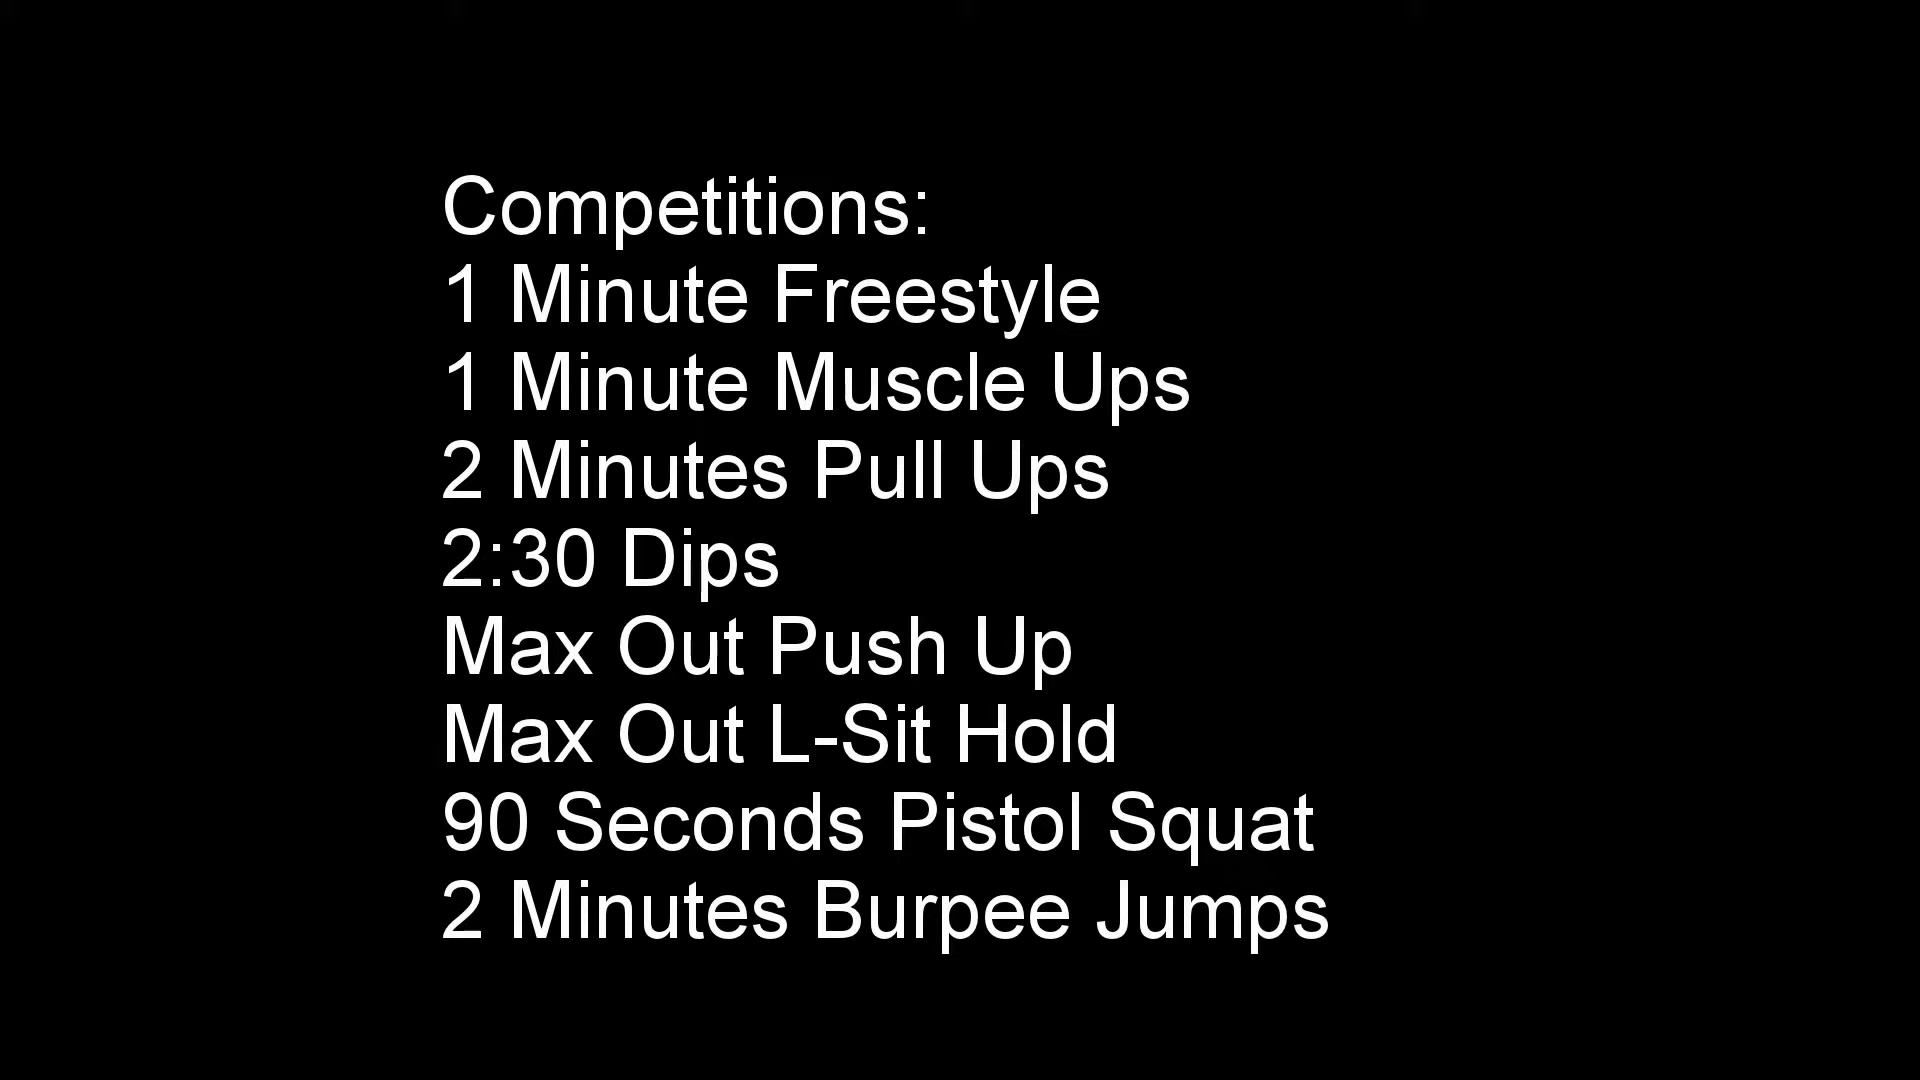 Competitions:
1 Minute Freestyle
1 Minute Muscle Ups
2 Minutes Pull Ups
2:30 Dips
Max Out Push Up
Max Out L-Sit Hold
90 Seconds Pistol Squat
2 Minutes Burpee Jumps